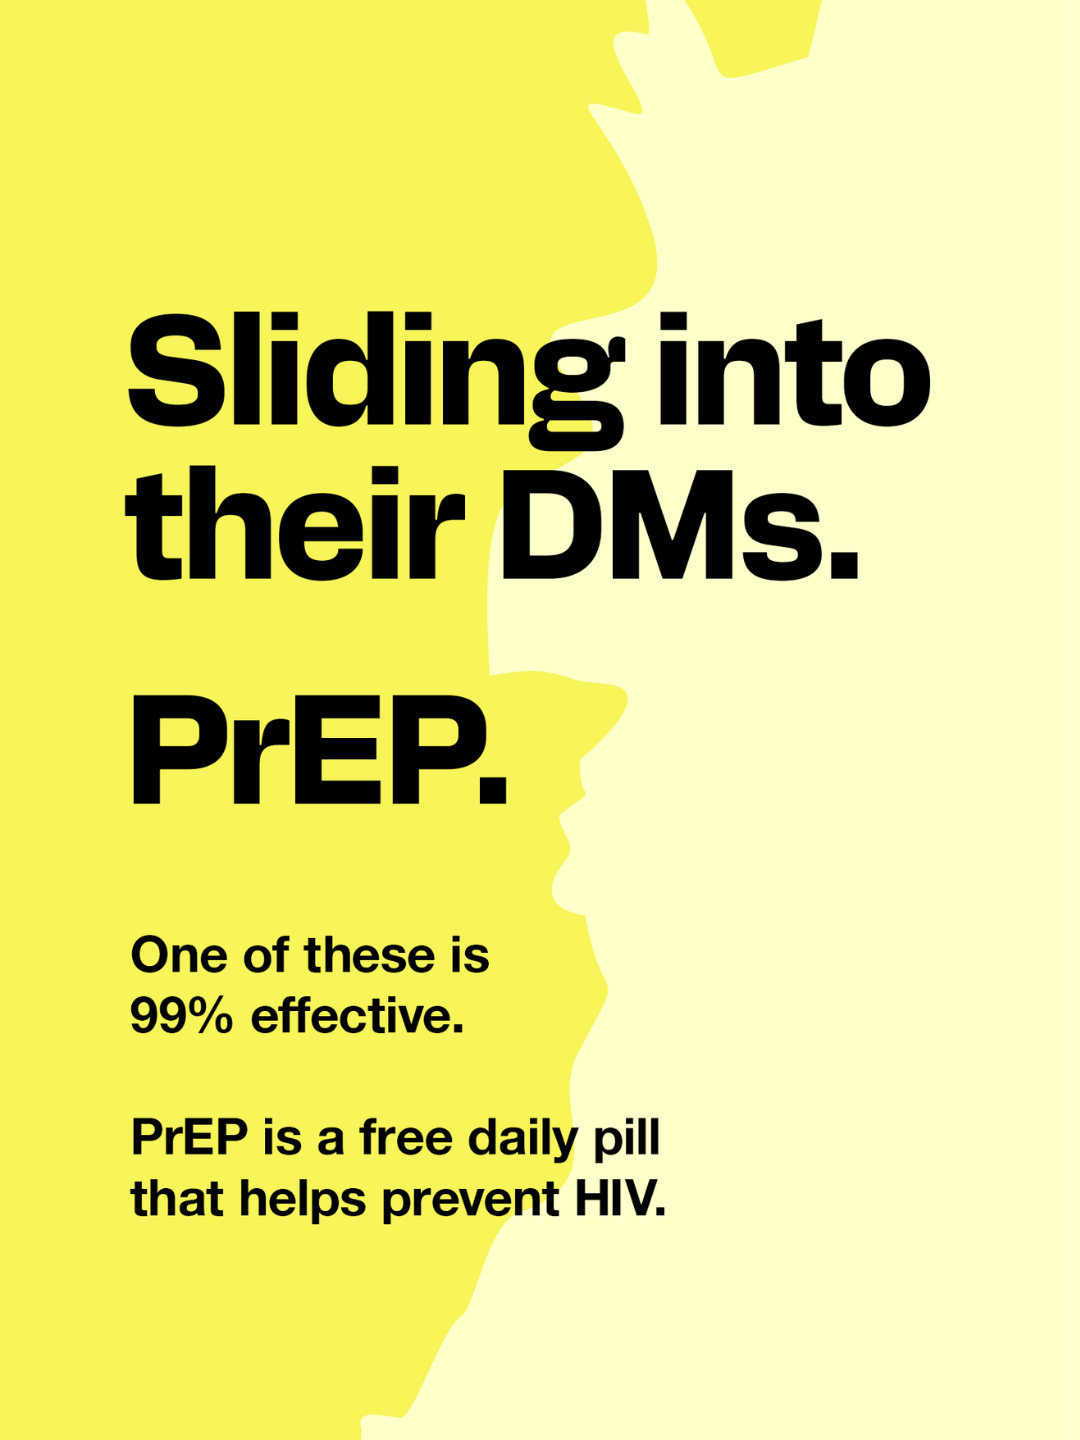 Sliding into
their DMs.
PrEP.
One of these is
99% effective.
PrEP is a free daily pill
that helps prevent HIV.